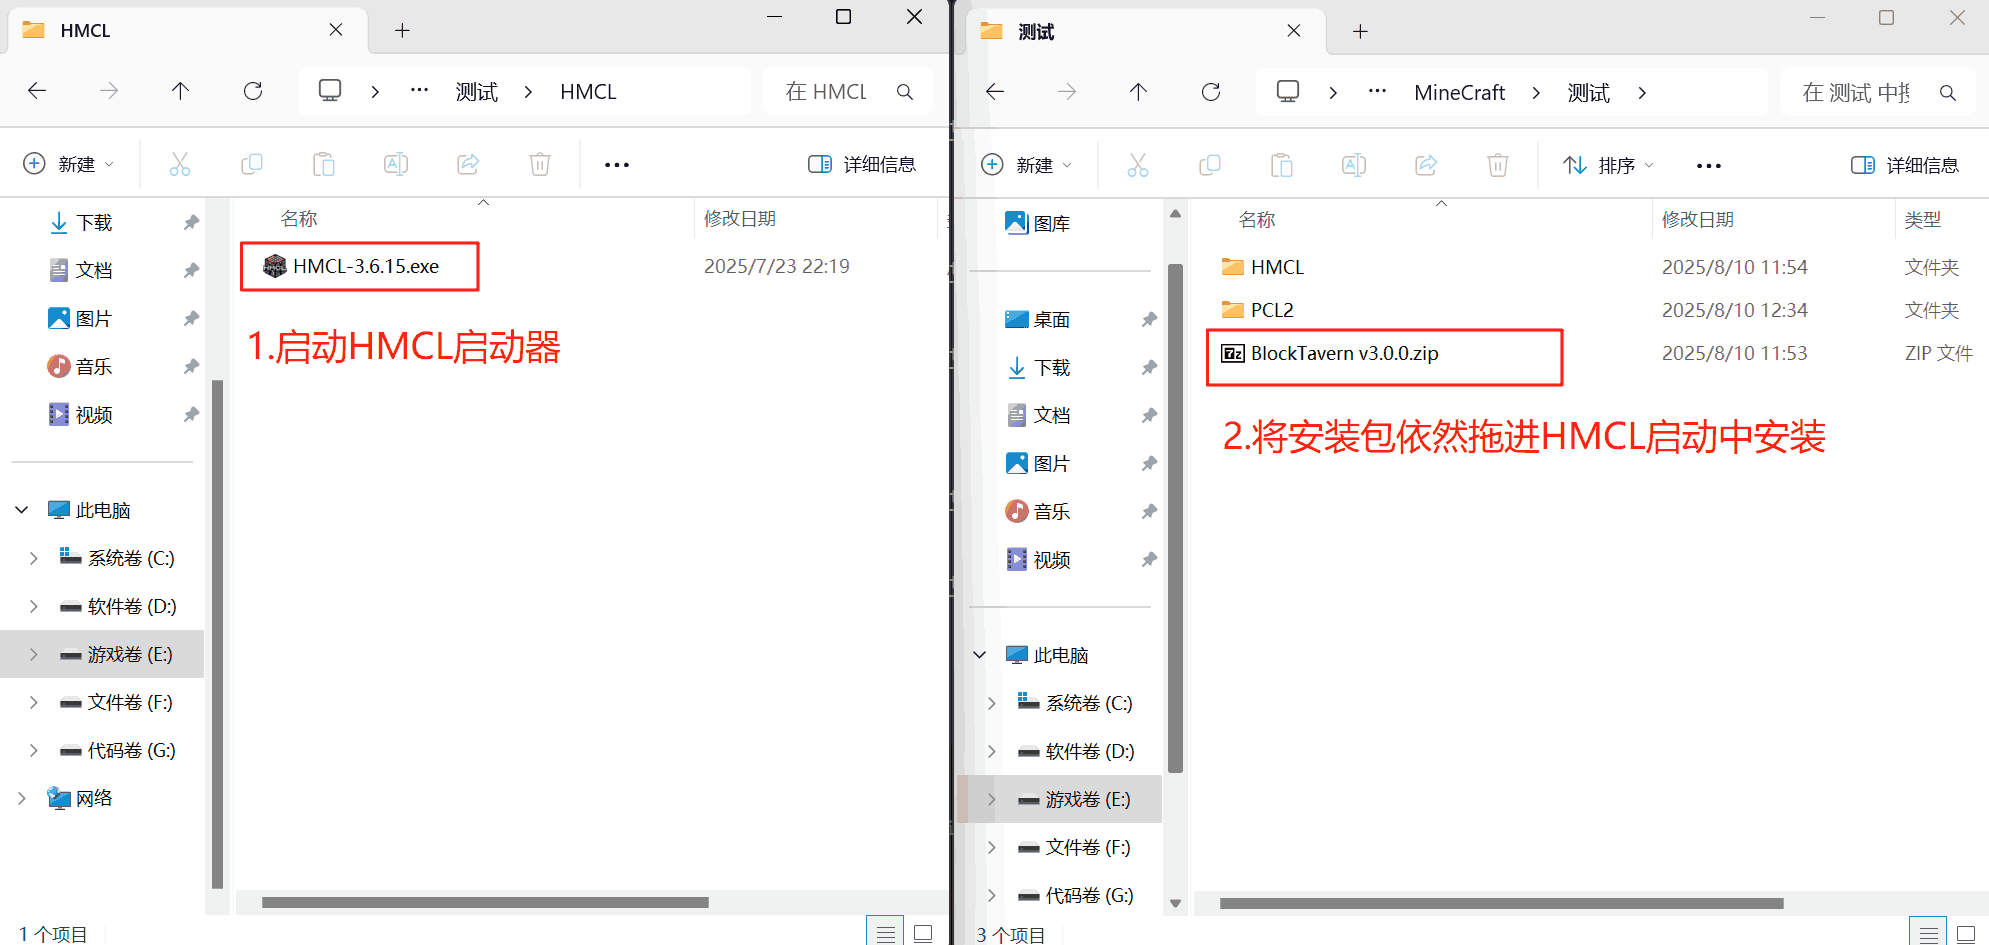 HMCL
测试
HMCL
在 HMCL
新建
详细信息
下载
文档
图片
音乐
视频
此电脑
系统卷 (C:)
软件卷 (D:)
游戏卷 (E:)
文件卷 (F:)
代码卷 (G:)
网络
名称
修改日期
HMCL-3.6.15.exe
2025/7/23 22:19
1.启动HMCL启动器
1 个项目
测试
MineCraft
测试
在 测试 中
新建
排序
详细信息
图库
桌面
下载
文档
图片
音乐
视频
此电脑
系统卷 (C:)
软件卷 (D:)
游戏卷 (E:)
文件卷 (F:)
代码卷 (G:)
名称
修改日期
类型
HMCL
2025/8/10 11:54
文件夹
PCL2
2025/8/10 12:34
文件夹
BlockTavern v3.0.0.zip
2025/8/10 11:53
ZIP 文件
2.将安装包依然拖进HMCL启动中安装
3 个项目